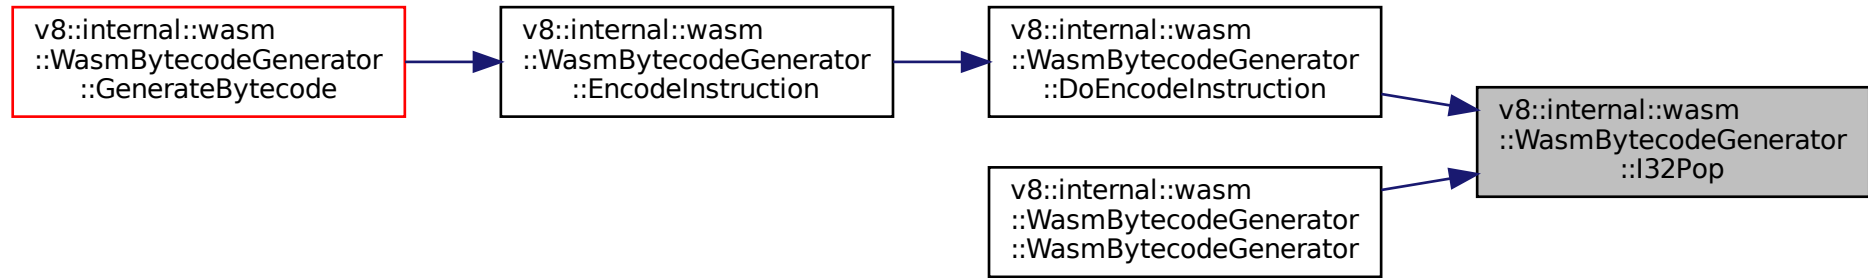 v8::internal::wasm
::WasmBytecodeGenerator
::GenerateBytecode
v8::internal::wasm
::WasmBytecodeGenerator
::EncodeInstruction
v8::internal::wasm
::WasmBytecodeGenerator
::DoEncodeInstruction
v8::internal::wasm
::WasmBytecodeGenerator
::I32Pop
v8::internal::wasm
::WasmBytecodeGenerator
::WasmBytecodeGenerator